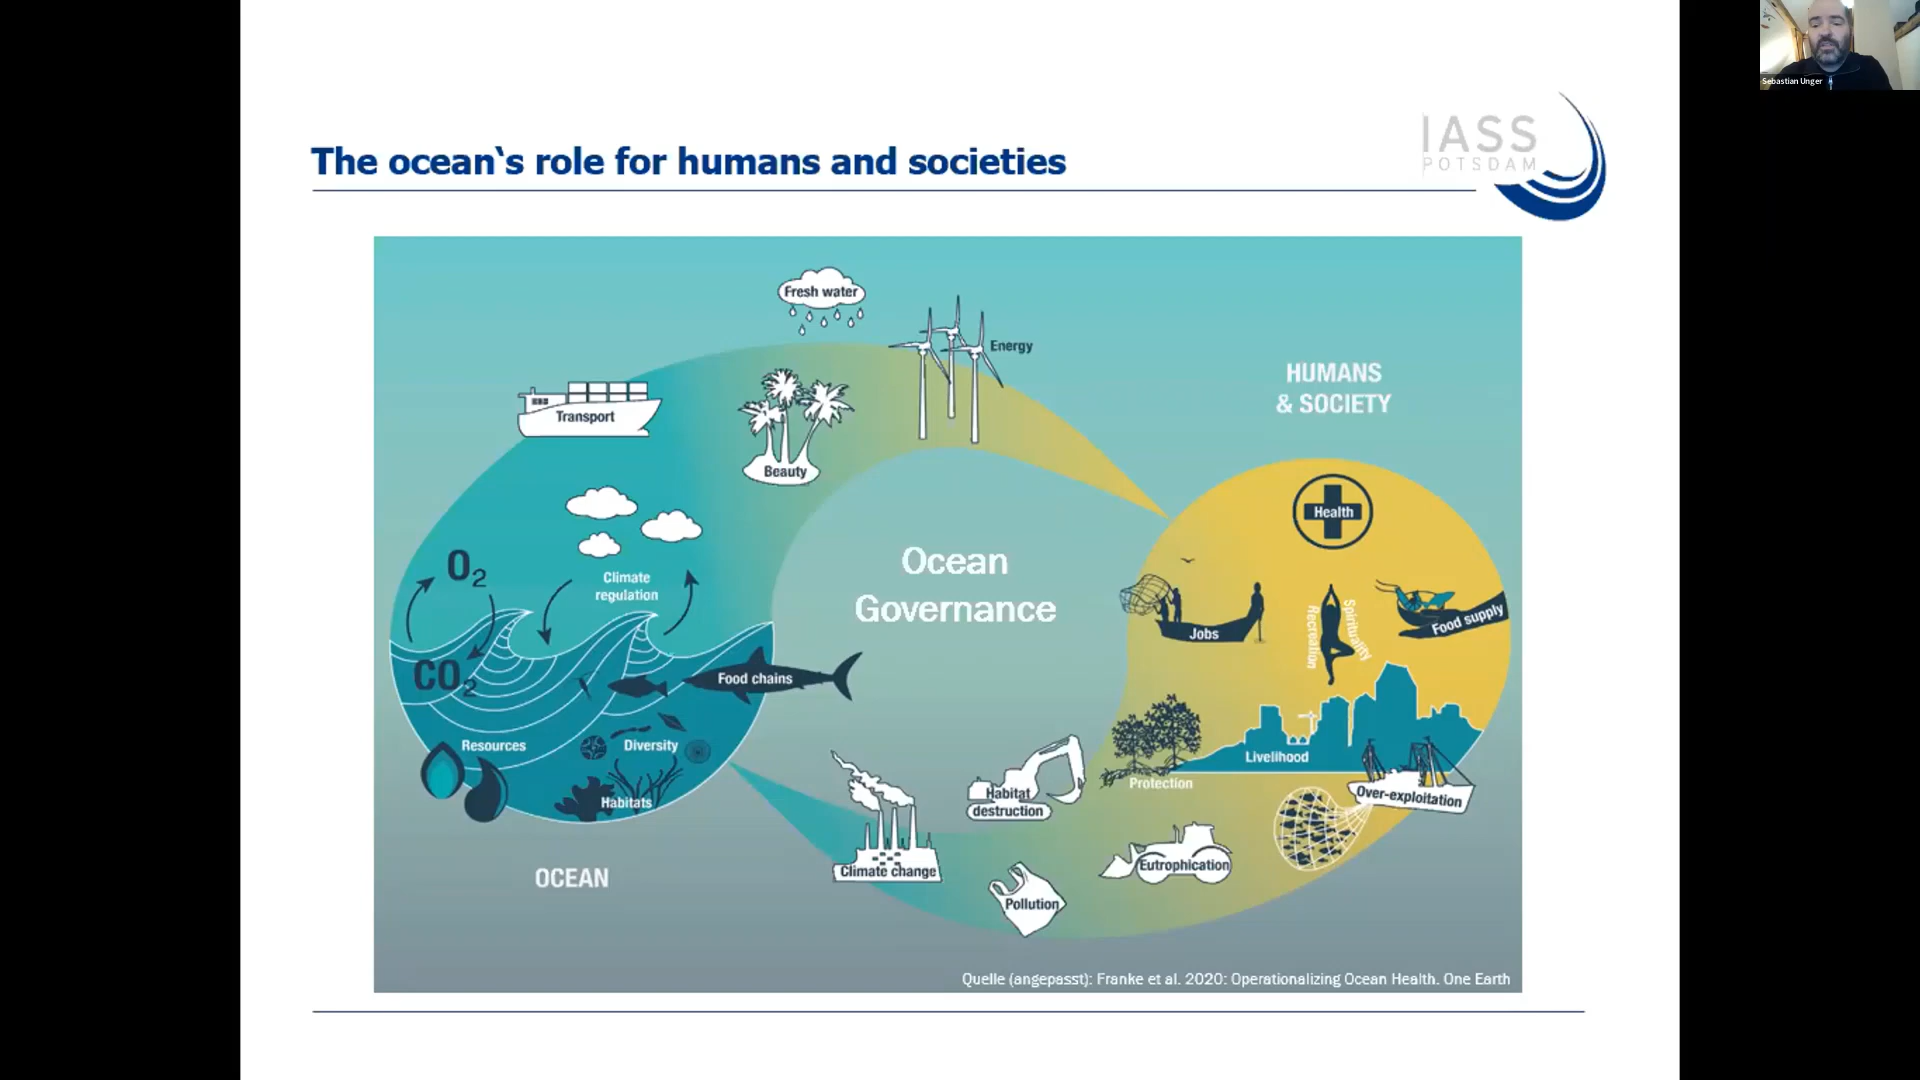 Sebastian Unger
IASS
POTSDAM
The ocean‘s role for humans and societies
Fresh water
Energy
HUMANS
& SOCIETY
Transport
Beauty
Health
Ocean
Governance
O2
Climate
regulation
Jobs
Recreation
Spirituality
Food supply
CO2
Food chains
Resources
Diversity
Habitats
Livelihood
Protection
Habitat
destruction
Over-exploitation
Climate change
Eutrophication
Pollution
OCEAN
Quelle (angepasst): Franke et al. 2020: Operationalizing Ocean Health. One Earth